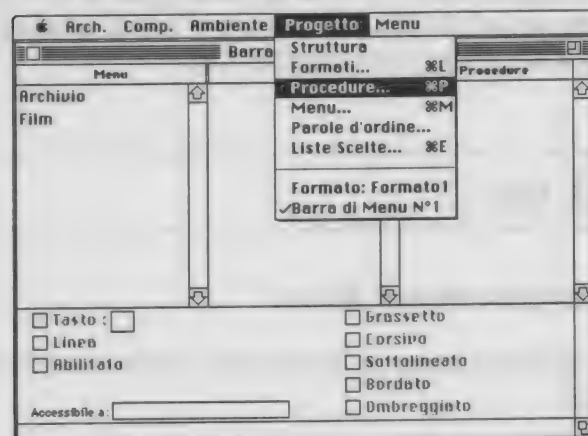 Arch. Comp. Ambiente Progetto Menu
Barra
Menu
Procedure
Archivio
Film
Struttura
Formati... ⌘L
Procedure... ⌘P
Menu... ⌘M
Parole d'ordine...
Liste Scelte... ⌘E
Formato: Formato1
✓Barra di Menu N°1
Tasto :
Linea
Abilitato
Accessibile a:
Grassetto
Corsivo
Sottolineato
Bordato
Ombreggiato